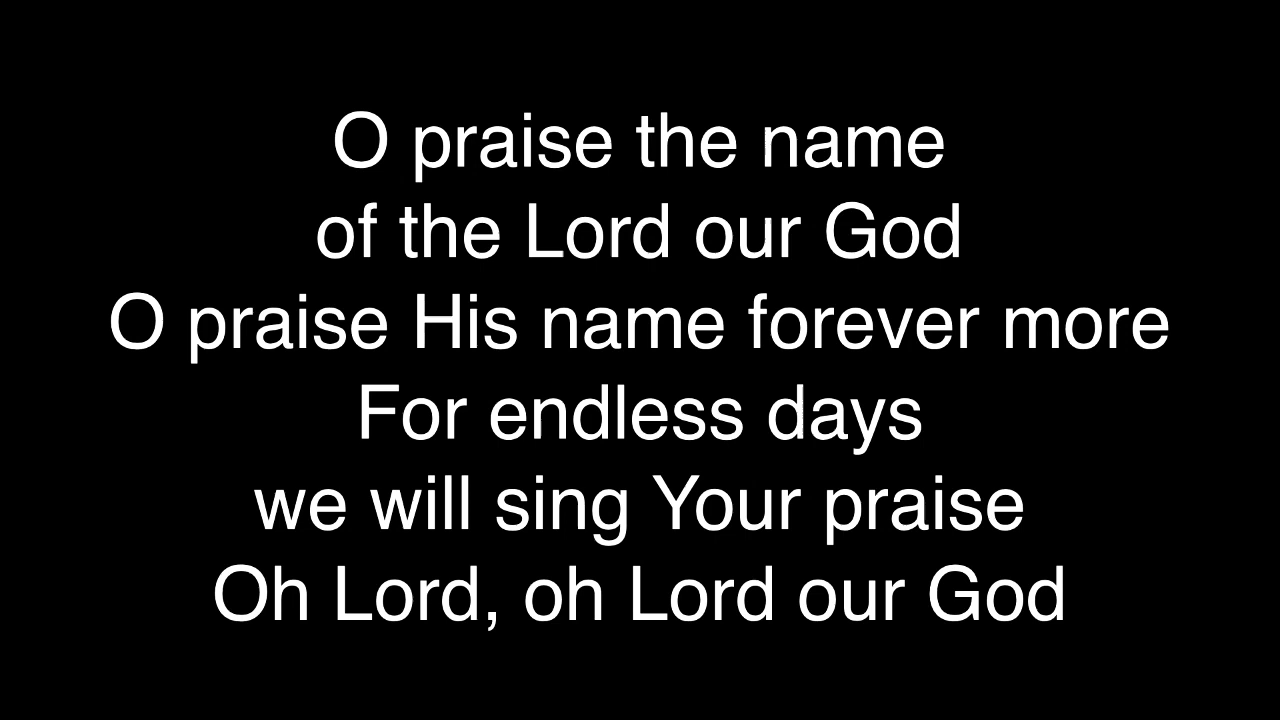 O praise the name
of the Lord our God
O praise His name forever more
For endless days
we will sing Your praise
Oh Lord, oh Lord our God